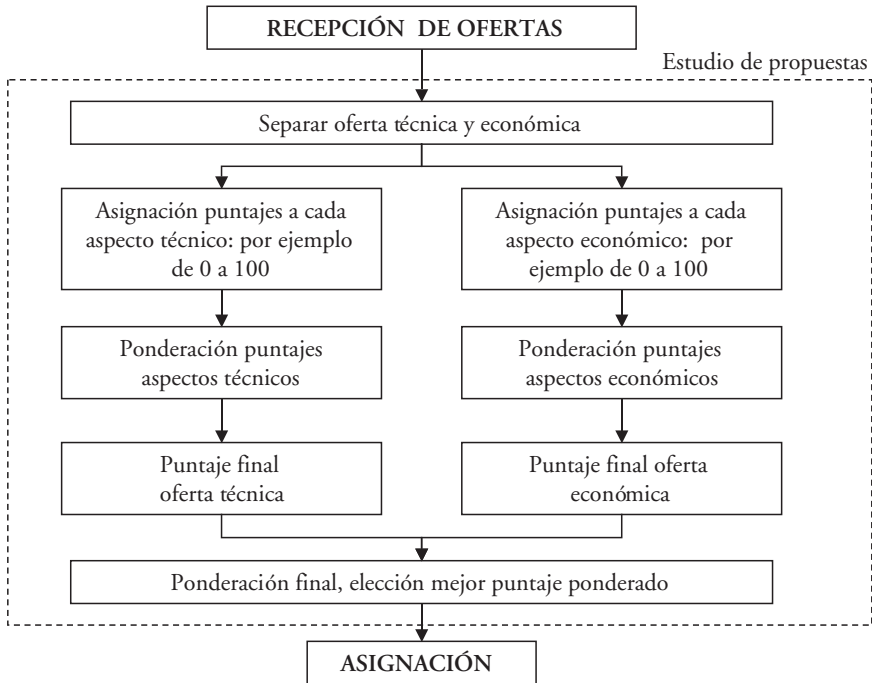 RECEPCIÓN DE OFERTAS
Estudio de propuestas
Separar oferta técnica y económica
Asignación puntajes a cada
aspecto técnico: por ejemplo
de 0 a 100
Asignación puntajes a cada
aspecto económico: por
ejemplo de 0 a 100
Ponderación puntajes
aspectos técnicos
Ponderación puntajes
aspectos económicos
Puntaje final
oferta técnica
Puntaje final oferta
económica
Ponderación final, elección mejor puntaje ponderado
ASIGNACIÓN